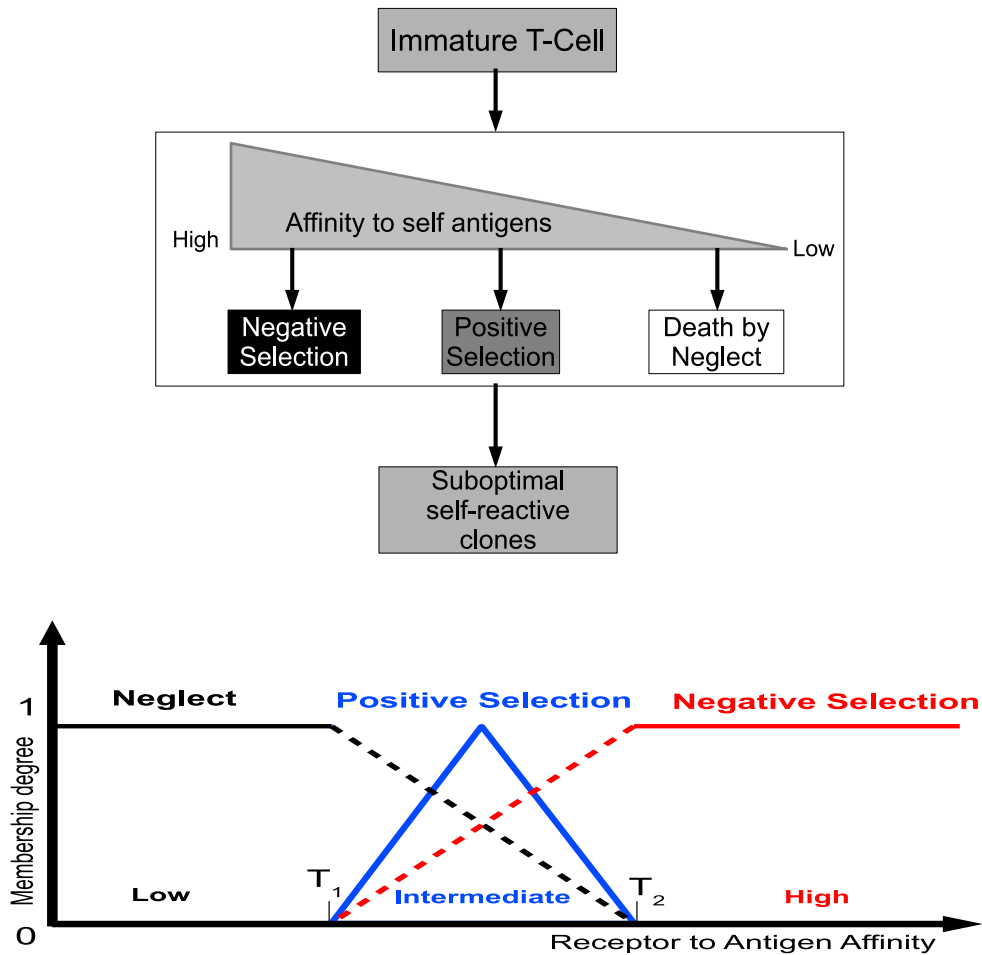 Immature T-Cell
Affinity to self antigens
High
Low
Negative
Selection
Positive
Selection
Death by
Neglect
Suboptimal
self-reactive
clones
Neglect
Positive Selection
Negative Selection
1
Membership degree
T1
T2
Low
Intermediate
High
0
Receptor to Antigen Affinity